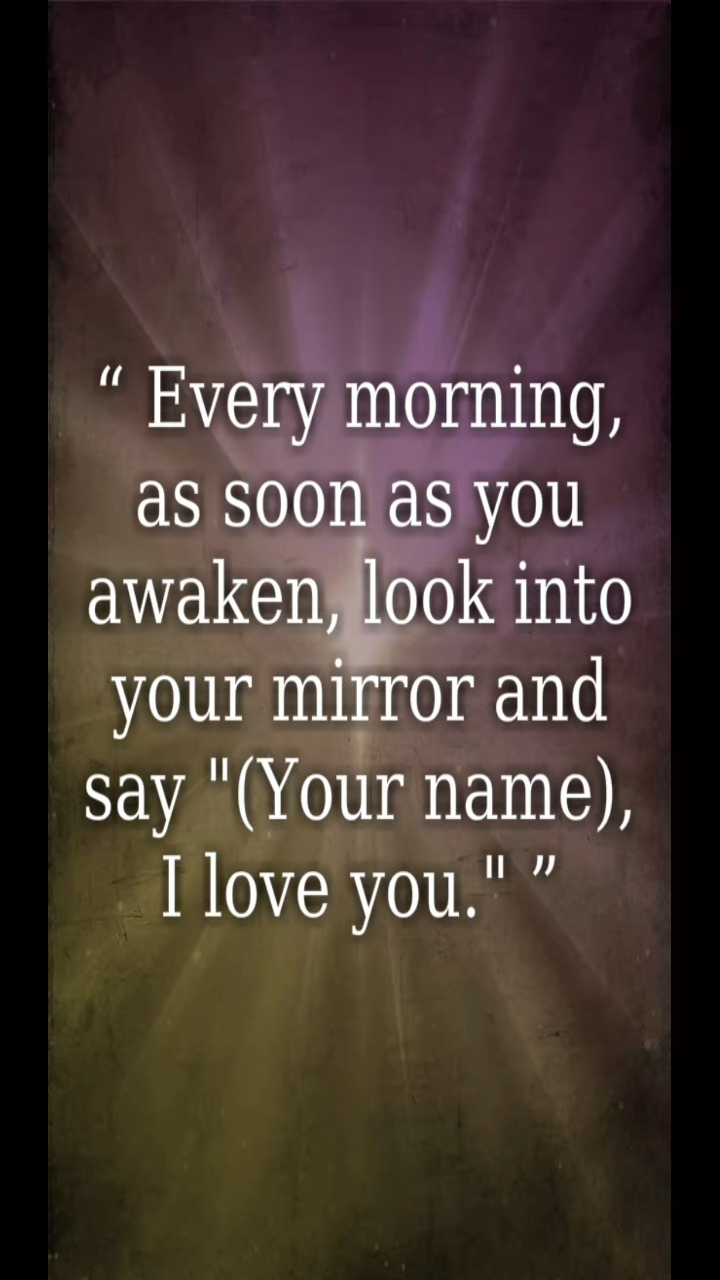 “ Every morning,
as soon as you
awaken, look into
your mirror and
say "(Your name),
I love you." ”